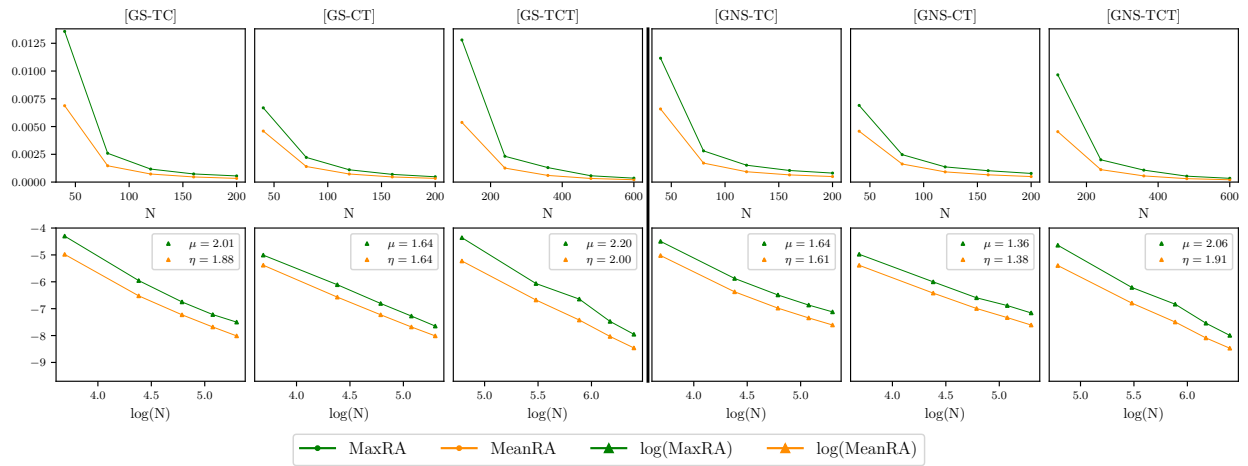 [GS-TC] [GS-CT] [GS-TCT] [GNS-TC] [GNS-CT] [GNS-TCT]
0.0125
0.0100
0.0075
0.0050
0.0025
0.0000
50 100 150 200 50 100 150 200 200 400 600 50 100 150 200 50 100 150 200 200 400 600
N N N N N N
−4
−5
−6
−7
−8
−9
μ = 2.01 μ = 1.64 μ = 2.20 μ = 1.64 μ = 1.36 μ = 2.06
η = 1.88 η = 1.64 η = 2.00 η = 1.61 η = 1.38 η = 1.91
4.0 4.5 5.0 4.0 4.5 5.0 5.0 5.5 6.0 4.0 4.5 5.0 4.0 4.5 5.0 5.0 5.5 6.0
log(N) log(N) log(N) log(N) log(N) log(N)
MaxRA MeanRA log(MaxRA) log(MeanRA)